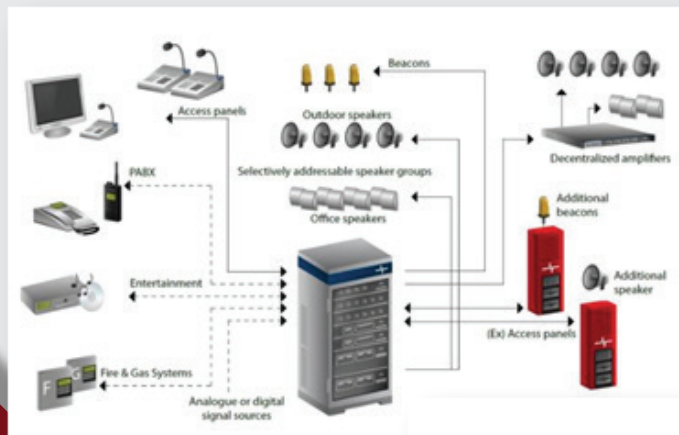 Beacons
Access panels
Outdoor speakers
PABX
Selectively addressable speaker groups
Office speakers
Decentralized amplifiers
Additional
beacons
Entertainment
Additional
speaker
(Ex) Access panels
Fire & Gas Systems
F
G
Analogue or digital
signal sources